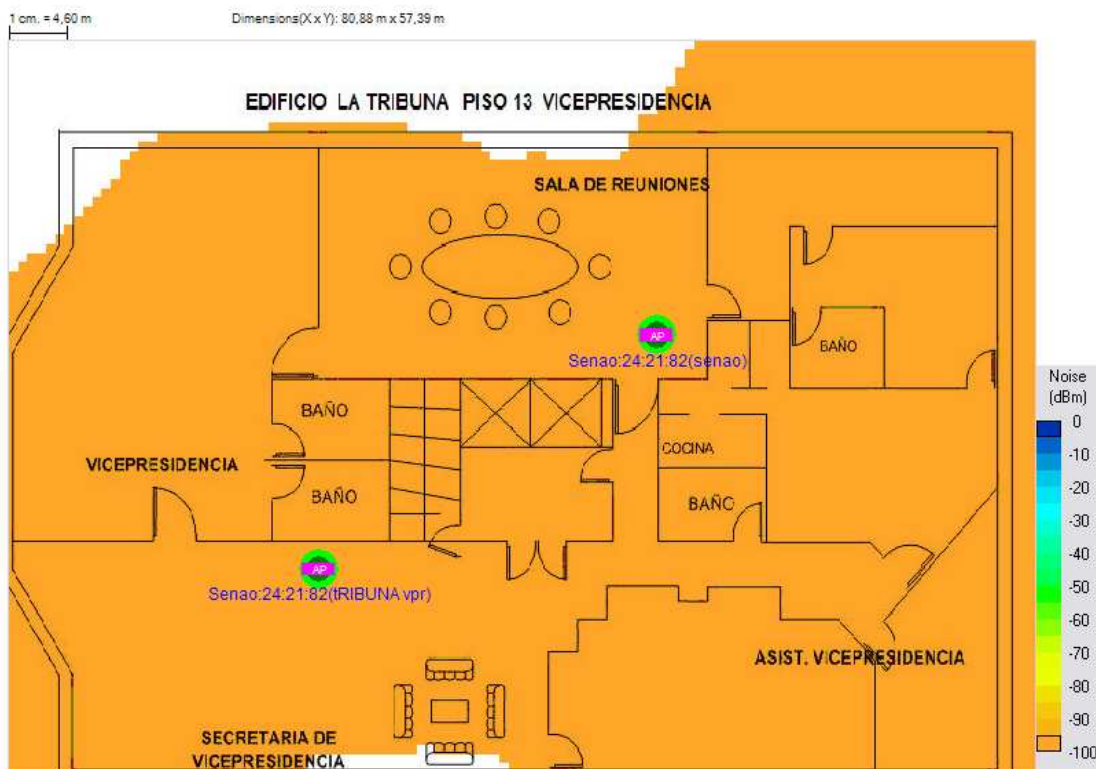 1 cm. = 4,60 m
Dimensions(X x Y): 80,88 m x 57,39 m
EDIFICIO LA TRIBUNA PISO 13 VICEPRESIDENCIA
SALA DE REUNIONES
AP
Senao:24:21:82(senao)
BAÑO
BAÑO
COCINA
VICEPRESIDENCIA
BAÑO
BAÑO
AP
Senao:24:21:82(tRIBUNA vpr)
ASIST. VICEPRESIDENCIA
SECRETARIA DE
VICEPRESIDENCIA
Noise
(dBm)
0
-10
-20
-30
-40
-50
-60
-70
-80
-90
-100